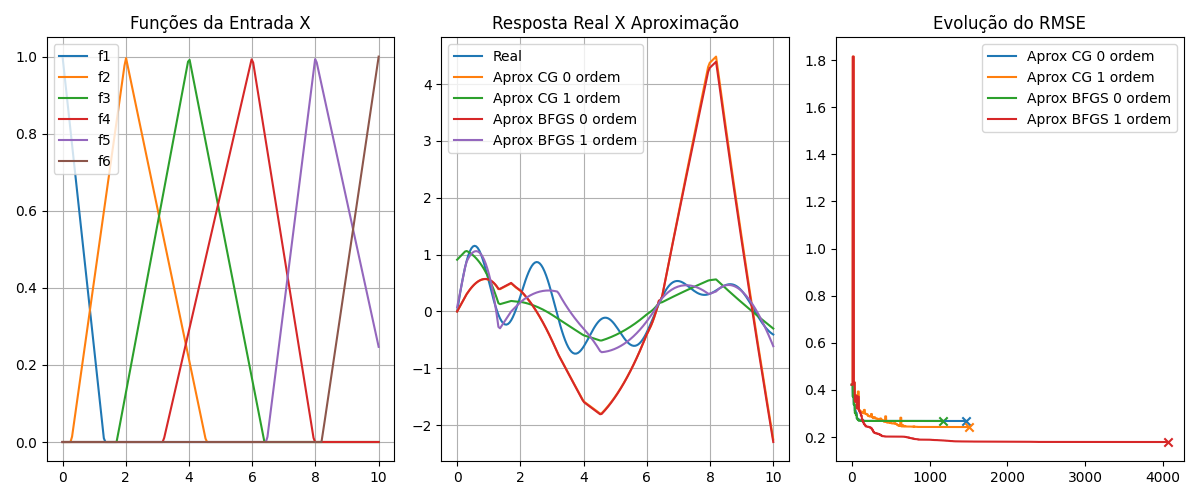 Funções da Entrada X
f1
f2
f3
f4
f5
f6
1.0
0.8
0.6
0.4
0.2
0.0
0 2 4 6 8 10
Resposta Real X Aproximação
Real
Aprox CG 0 ordem
Aprox CG 1 ordem
Aprox BFGS 0 ordem
Aprox BFGS 1 ordem
4
3
2
1
0
−1
−2
0 2 4 6 8 10
Evolução do RMSE
Aprox CG 0 ordem
Aprox CG 1 ordem
Aprox BFGS 0 ordem
Aprox BFGS 1 ordem
1.8
1.6
1.4
1.2
1.0
0.8
0.6
0.4
0.2
0 1000 2000 3000 4000